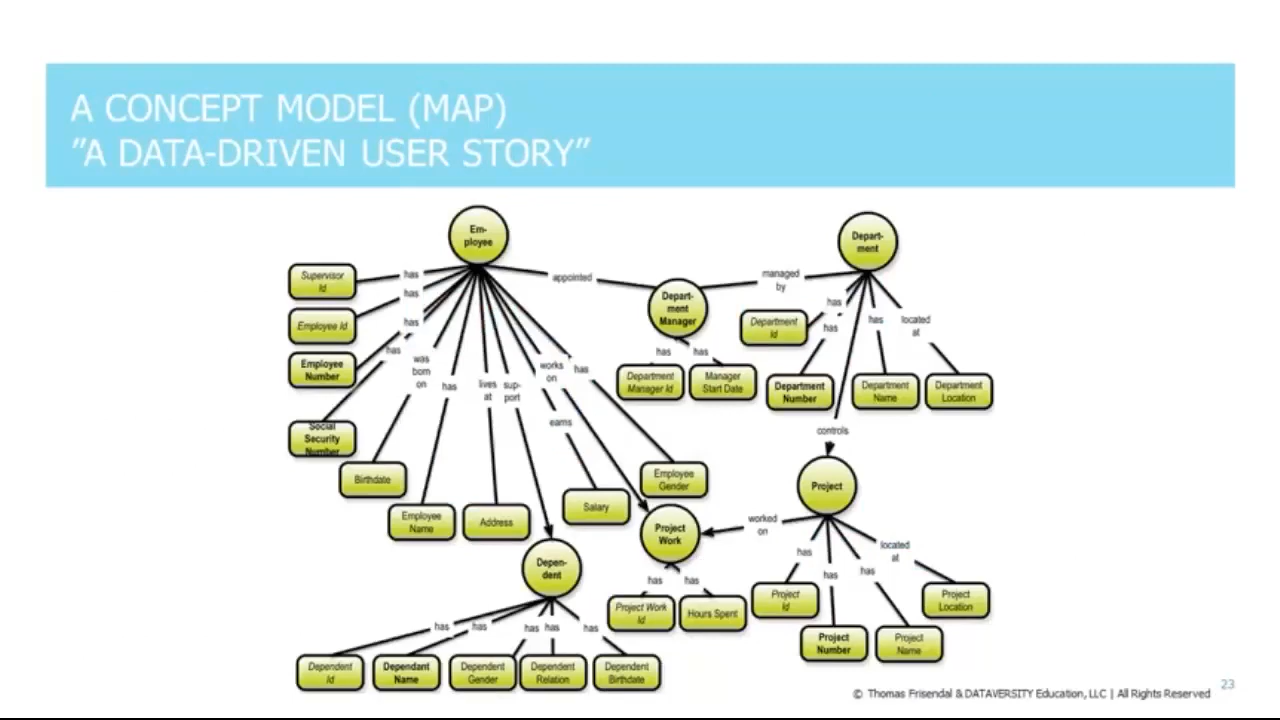 A CONCEPT MODEL (MAP)
”A DATA-DRIVEN USER STORY”
Em-
ployee
Depart-
ment
Supervisor
Id
has
appointed
managed
by
Employee Id
has
Depart-
ment
Manager
Department
Id
has
has
has
located
at
Employee
Number
has
has
was
born
on
has
lives
at
sup-
port
works
on
has
has
has
Department
Manager Id
Manager
Start Date
Department
Number
Department
Name
Department
Location
Social
Security
Number
earns
controls
Birthdate
Employee
Name
Address
Salary
Employee
Gender
Project
Project
Work
worked
on
Depen-
dent
has
has
has
has
has
located
at
Project Work
Id
Hours Spent
Project
Id
Project
Location
has
has
has
has
has
Project
Number
Project
Name
Dependent
Id
Dependant
Name
Dependent
Gender
Dependent
Relation
Dependent
Birthdate
23
© Thomas Frisendal & DATAVERSITY Education, LLC | All Rights Reserved